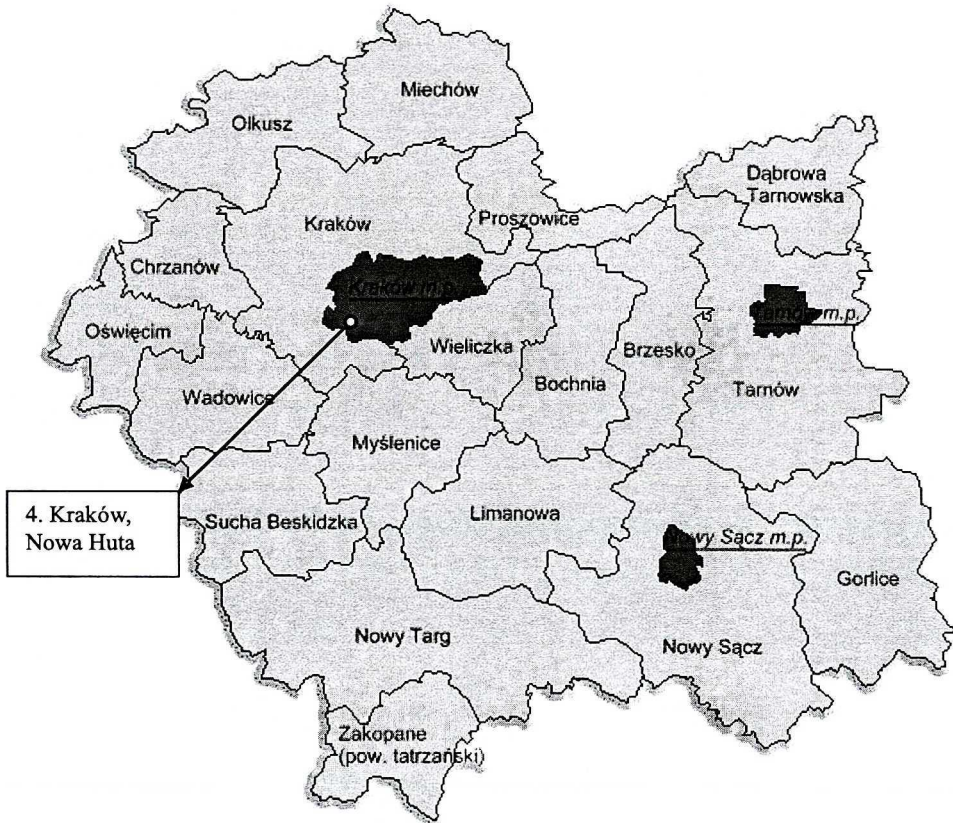 Miechów
Olkusz
Dąbrowa
Tarnowska
Kraków
Proszowice
Chrzanów
Kraków m.p.
Oświęcim
Wieliczka
Brzesko
m.p.
Bochnia
Tarnów
Wadowice
Myślenice
4. Kraków,
Nowa Huta
Sucha Beskidzka
Limanowa
Nowy Sącz m.p.
Gorlice
Nowy Targ
Nowy Sącz
Zakopane
(pow. tatrzański)